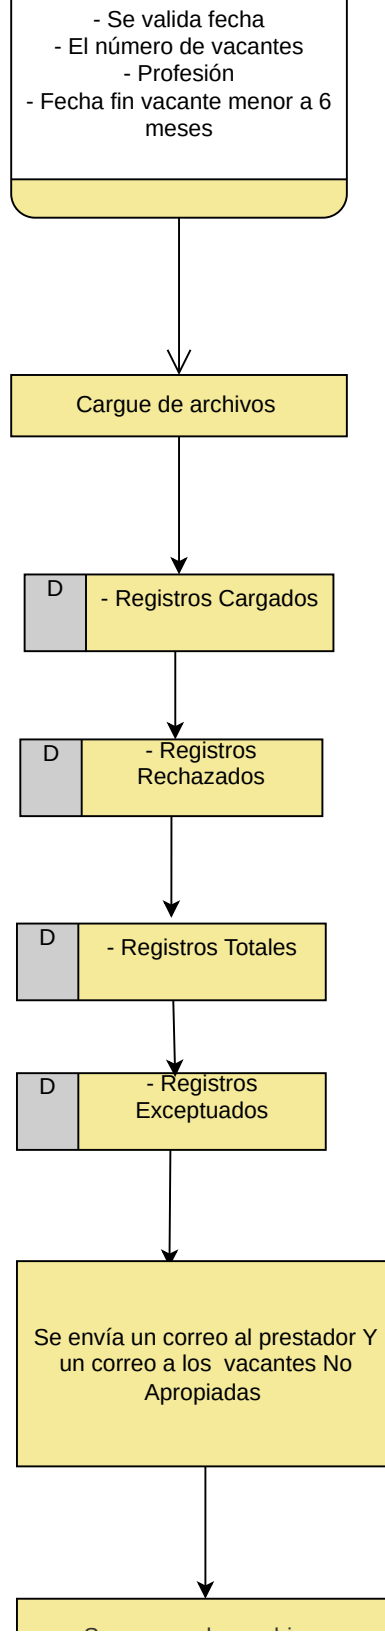 - Se valida fecha
- El número de vacantes
- Profesión
- Fecha fin vacante menor a 6
meses
Cargue de archivos
D
- Registros Cargados
D
- Registros
Rechazados
D
- Registros Totales
D
- Registros
Exceptuados
Se envía un correo al prestador Y
un correo a los  vacantes No
Apropiadas